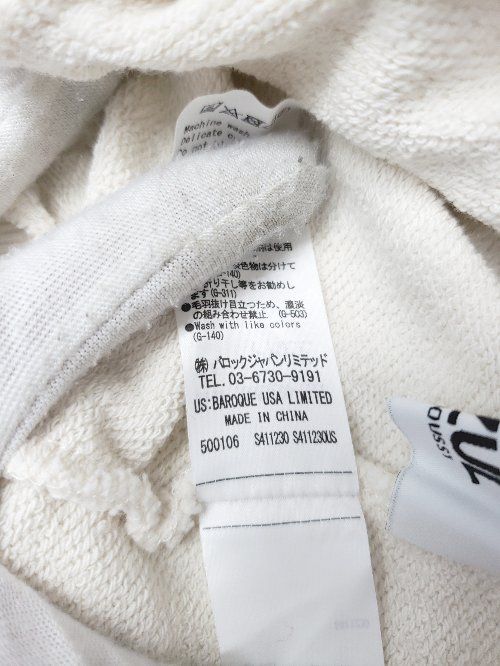 Machine wash
Delicate
Do not
は使用
色物は分けて
G-140)
り干し等をお勧めし
ます(G-311)
●毛羽抜け目立つため、濃淡
の組み合わせ禁止 (G-503)
●Wash with like colors
(G-140)
㈱ バロックジャパンリミテッド
TEL. 03-6730-9191
US:BAROQUE USA LIMITED
MADE IN CHINA
500106 S411230 S411230US
OUSSY